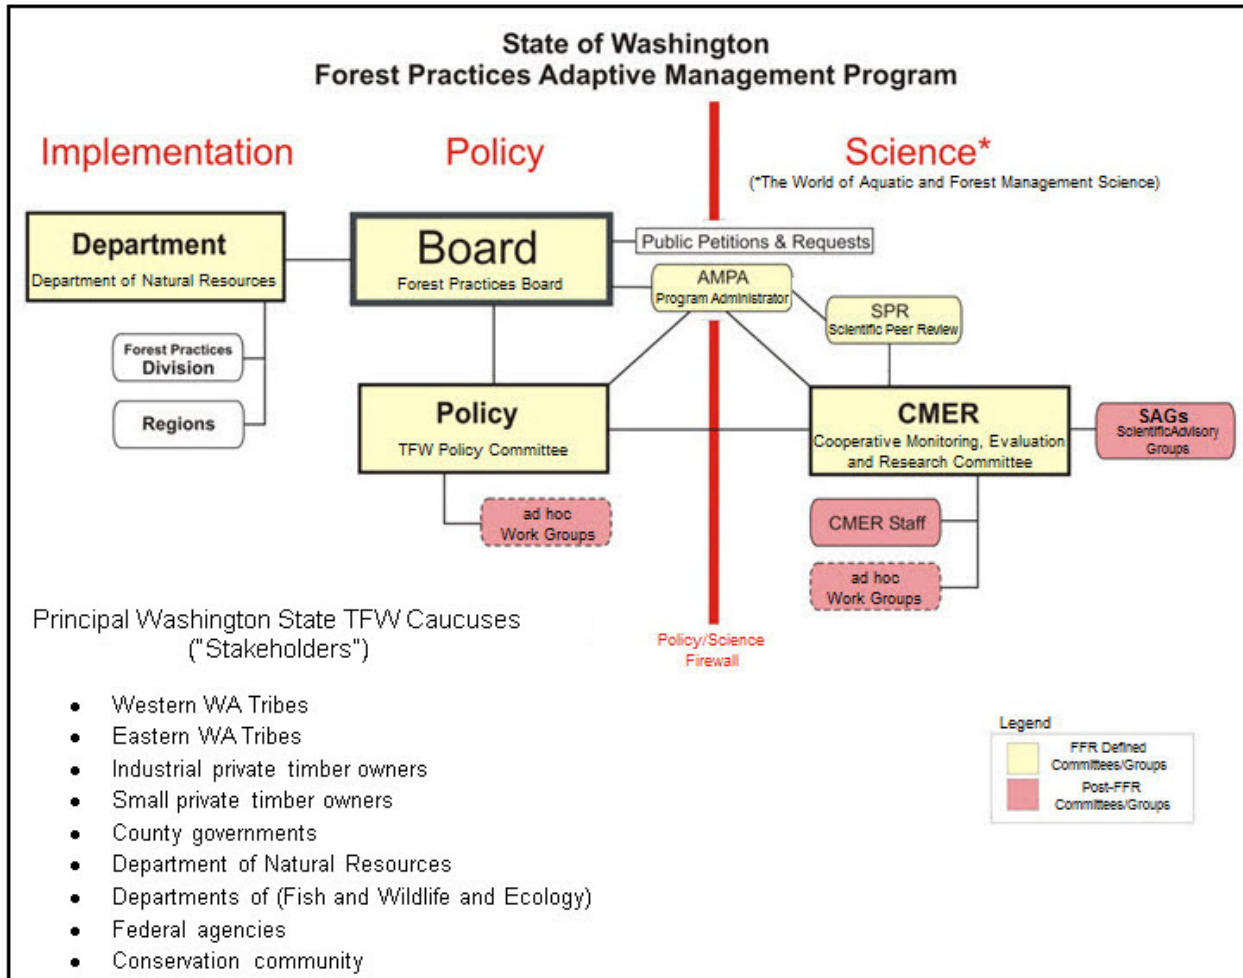 State of Washington
Forest Practices Adaptive Management Program
Implementation
Policy
Science*
(*The World of Aquatic and Forest Management Science)
Department
Department of Natural Resources
Board
Forest Practices Board
Public Petitions & Requests
AMPA
Program Administrator
SPR
Scientific Peer Review
Forest Practices
Division
Regions
Policy
TFW Policy Committee
CMER
Cooperative Monitoring, Evaluation
and Research Committee
SAGs
ScientificAdvisory
Groups
ad hoc
Work Groups
CMER Staff
ad hoc
Work Groups
Policy/Science
Firewall
Principal Washington State TFW Caucuses
("Stakeholders")
• Western WA Tribes
• Eastern WA Tribes
• Industrial private timber owners
• Small private timber owners
• County governments
• Department of Natural Resources
• Departments of (Fish and Wildlife and Ecology)
• Federal agencies
• Conservation community
Legend
FFR Defined
Committees/Groups
Post-FFR
Committees/Groups